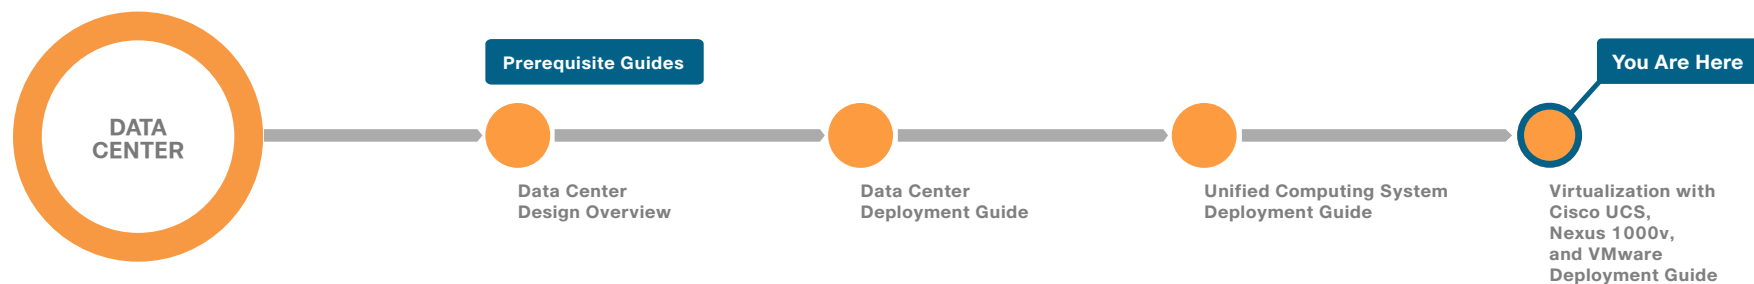 DATA
CENTER
Prerequisite Guides
You Are Here
Data Center
Design Overview
Data Center
Deployment Guide
Unified Computing System
Deployment Guide
Virtualization with
Cisco UCS,
Nexus 1000v,
and VMware
Deployment Guide